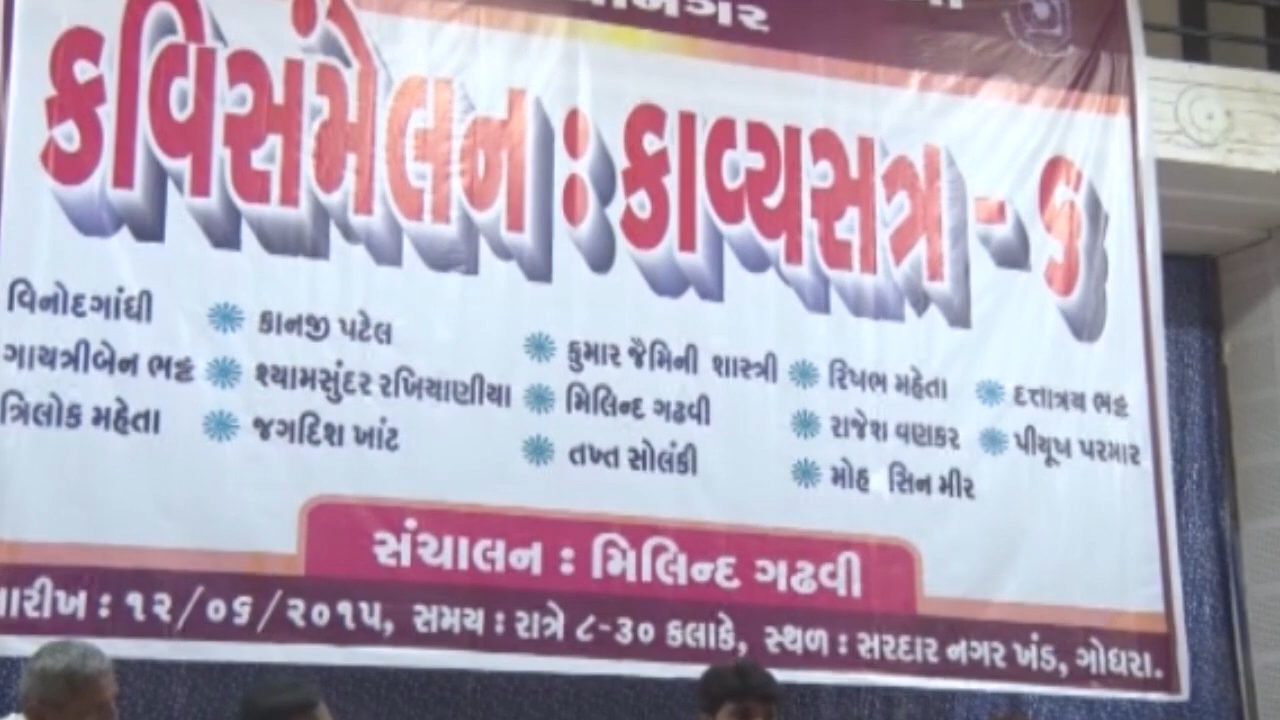 કવિસંમેલન : કાવ્યસત્ર - ૬
વિનોદગાંધી
કાનજી પટેલ
કુમાર જૈમિની શાસ્ત્રી
રિષભ મહેતા
દત્તાત્રય ભટ્ટ
ગાયત્રીબેન ભટ્ટ
શ્યામસુંદર રખિયાણીયા
મિલિન્દ ગઢવી
રાજેશ વણકર
પીયૂષ પરમાર
ત્રિલોક મહેતા
જગદિશ ખાંટ
તખ્ત સોલંકી
મોહ સિન મીર
સંચાલન : મિલિન્દ ગઢવી
૧૨/૦૬/૨૦૧૫, સમય : રાત્રે ૮-૩૦ કલાકે, સ્થળ : સરદાર નગર ખંડ, ગોધરા.